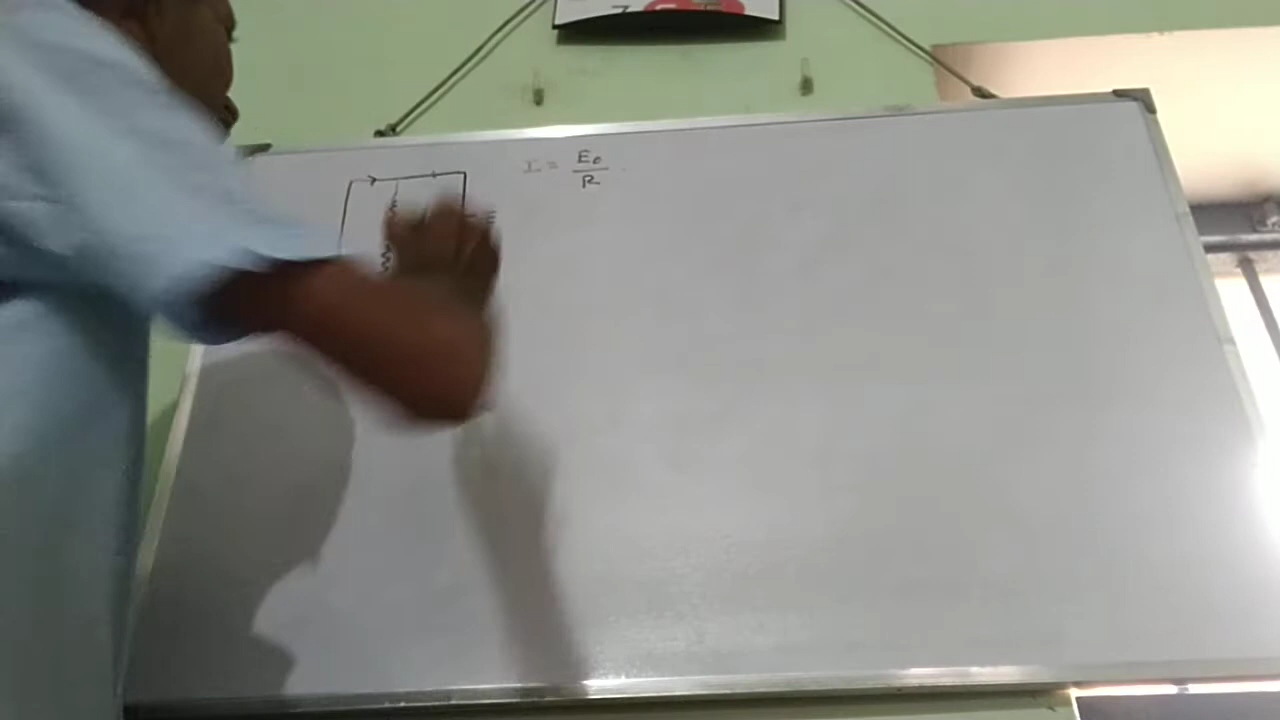 I = E₀/R